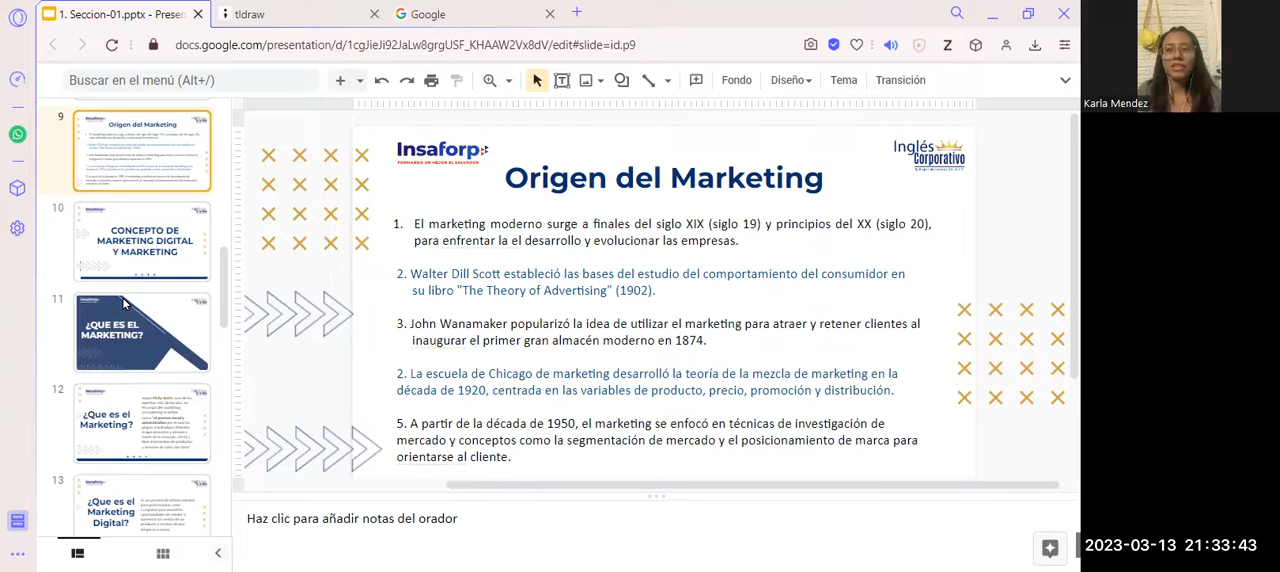 1. Seccion-01.pptx - Presen
tldraw
Google
docs.google.com/presentation/d/1cgJieJi92JaLw8grgUSF_KHAAW2Vx8dV/edit#slide=id.p9
Buscar en el menú (Alt+/)
Fondo
Diseño
Tema
Transición
Karla Mendez
9
Origen del Marketing
10
CONCEPTO DE
MARKETING DIGITAL
Y MARKETING
11
¿QUE ES EL
MARKETING?
12
¿Que es el
Marketing?
13
¿Que es el
Marketing
Digital?
Insaforp
FORMANDO UN MEJOR EL SALVADOR
Inglés
Corporativo
Origen del Marketing
1. El marketing moderno surge a finales del siglo XIX (siglo 19) y principios del XX (siglo 20),
para enfrentar la el desarrollo y evolucionar las empresas.
2. Walter Dill Scott estableció las bases del estudio del comportamiento del consumidor en
su libro "The Theory of Advertising" (1902).
3. John Wanamaker popularizó la idea de utilizar el marketing para atraer y retener clientes al
inaugurar el primer gran almacén moderno en 1874.
2. La escuela de Chicago de marketing desarrolló la teoría de la mezcla de marketing en la
década de 1920, centrada en las variables de producto, precio, promoción y distribución.
5. A partir de la década de 1950, el marketing se enfocó en técnicas de investigación de
mercado y conceptos como la segmentación de mercado y el posicionamiento de marca para
orientarse al cliente.
Haz clic para añadir notas del orador
2023-03-13 21:33:43